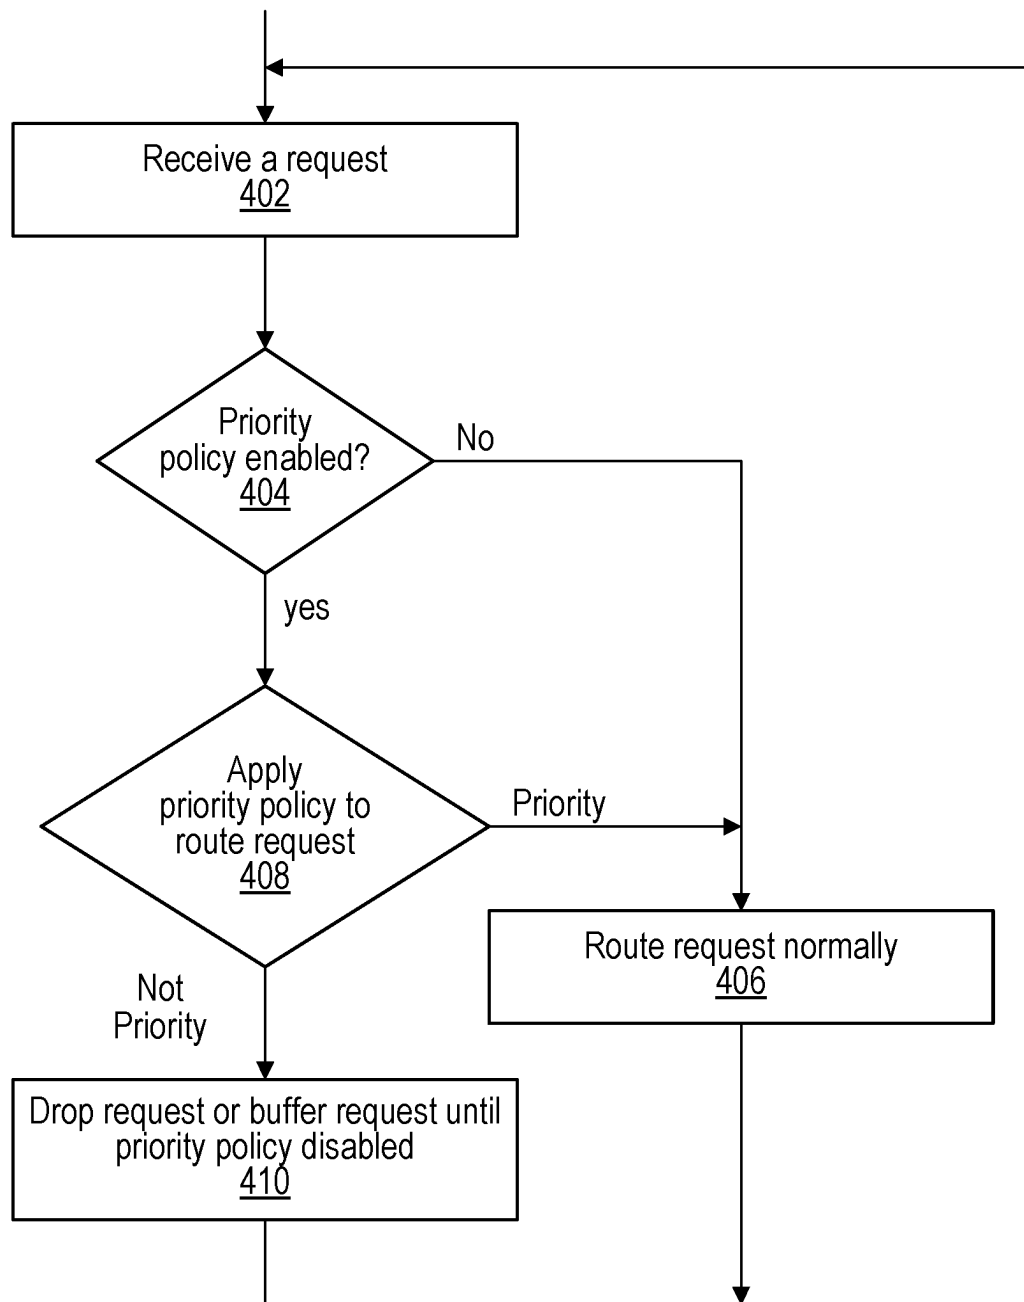 Receive a request
402
Priority
policy enabled?
404
No
yes
Apply
priority policy to
route request
408
Priority
Route request normally
406
Not
Priority
Drop request or buffer request until
priority policy disabled
410